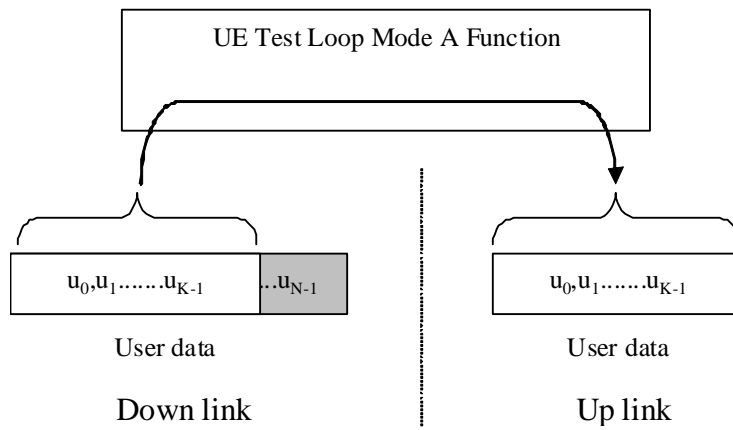 UE Test Loop Mode A Function
u0,u1.......uK-1 ...uN-1
u0,u1.......uK-1
User data
User data
Down link
Up link